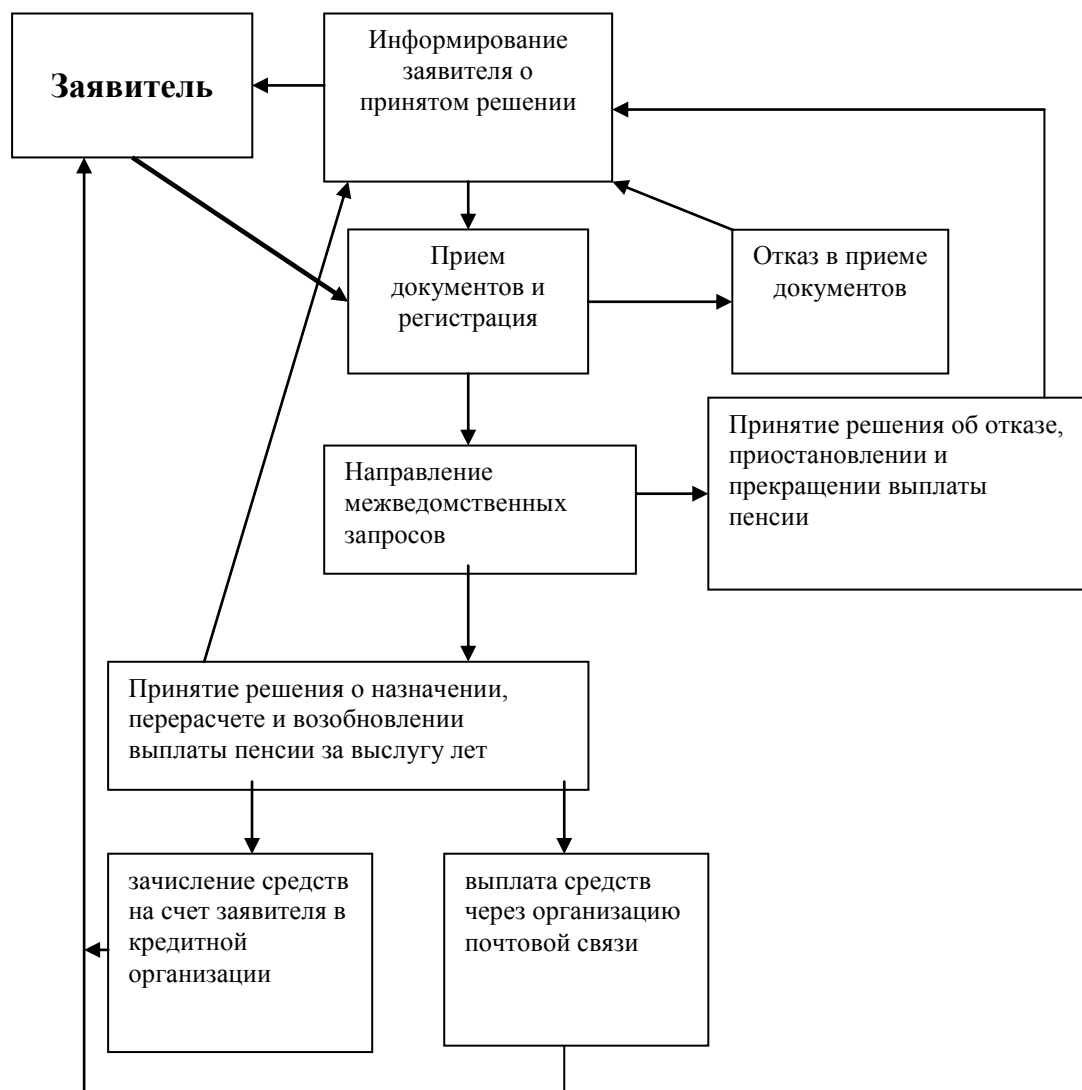 Заявитель
Информирование
заявителя о
принятом решении
Прием
документов и
регистрация
Отказ в приеме
документов
Принятие решения об отказе,
приостановлении и
прекращении выплаты
пенсии
Направление
межведомственных
запросов
Принятие решения о назначении,
перерасчете и возобновлении
выплаты пенсии за выслугу лет
зачисление средств
на счет заявителя в
кредитной
организации
выплата средств
через организацию
почтовой связи